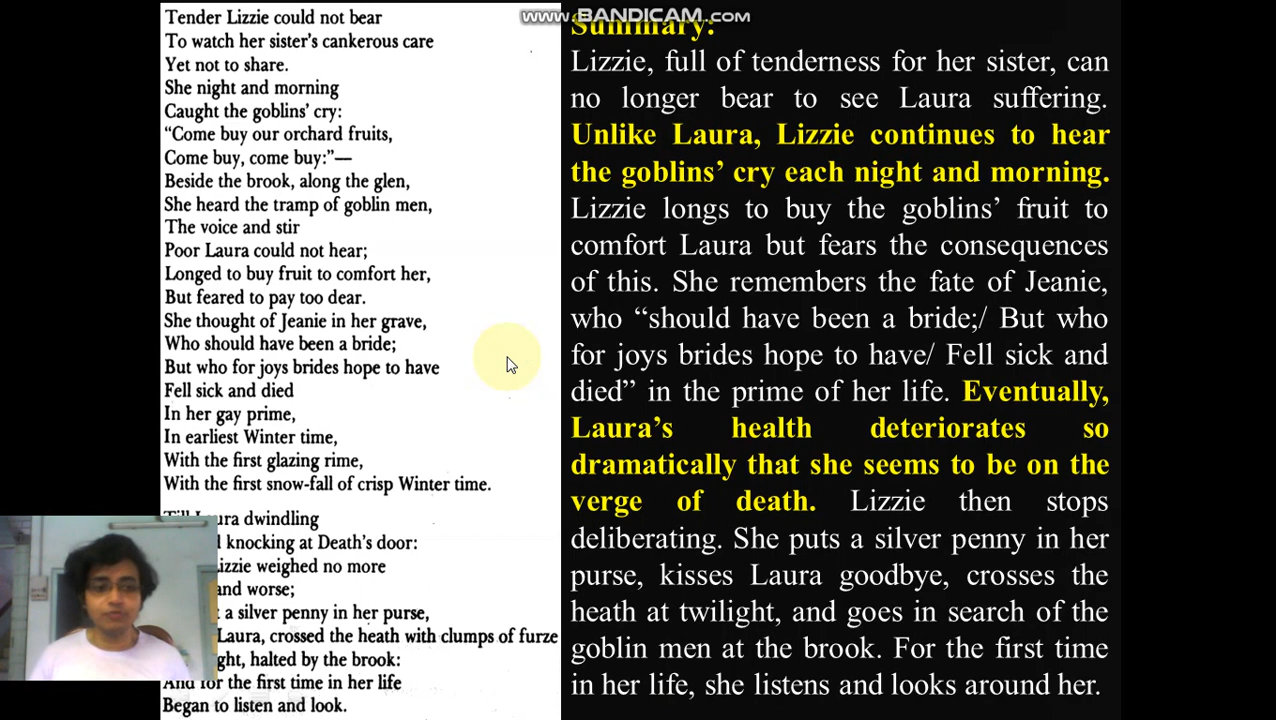 www.BANDICAM.com
Tender Lizzie could not bear
To watch her sister's cankerous care
Yet not to share.
She night and morning
Caught the goblins' cry:
“Come buy our orchard fruits,
Come buy, come buy:”—
Beside the brook, along the glen,
She heard the tramp of goblin men,
The voice and stir
Poor Laura could not hear;
Longed to buy fruit to comfort her,
But feared to pay too dear.
She thought of Jeanie in her grave,
Who should have been a bride;
But who for joys brides hope to have
Fell sick and died
In her gay prime,
In earliest Winter time,
With the first glazing rime,
With the first snow-fall of crisp Winter time.
Till Laura dwindling
knocking at Death's door:
Lizzie weighed no more
and worse;
a silver penny in her purse,
Laura, crossed the heath with clumps of furze
halted by the brook:
And for the first time in her life
Began to listen and look.
Summary:
Lizzie, full of tenderness for her sister, can
no longer bear to see Laura suffering.
Unlike Laura, Lizzie continues to hear
the goblins’ cry each night and morning.
Lizzie longs to buy the goblins’ fruit to
comfort Laura but fears the consequences
of this. She remembers the fate of Jeanie,
who “should have been a bride;/ But who
for joys brides hope to have/ Fell sick and
died” in the prime of her life. Eventually,
Laura’s health deteriorates so
dramatically that she seems to be on the
verge of death. Lizzie then stops
deliberating. She puts a silver penny in her
purse, kisses Laura goodbye, crosses the
heath at twilight, and goes in search of the
goblin men at the brook. For the first time
in her life, she listens and looks around her.